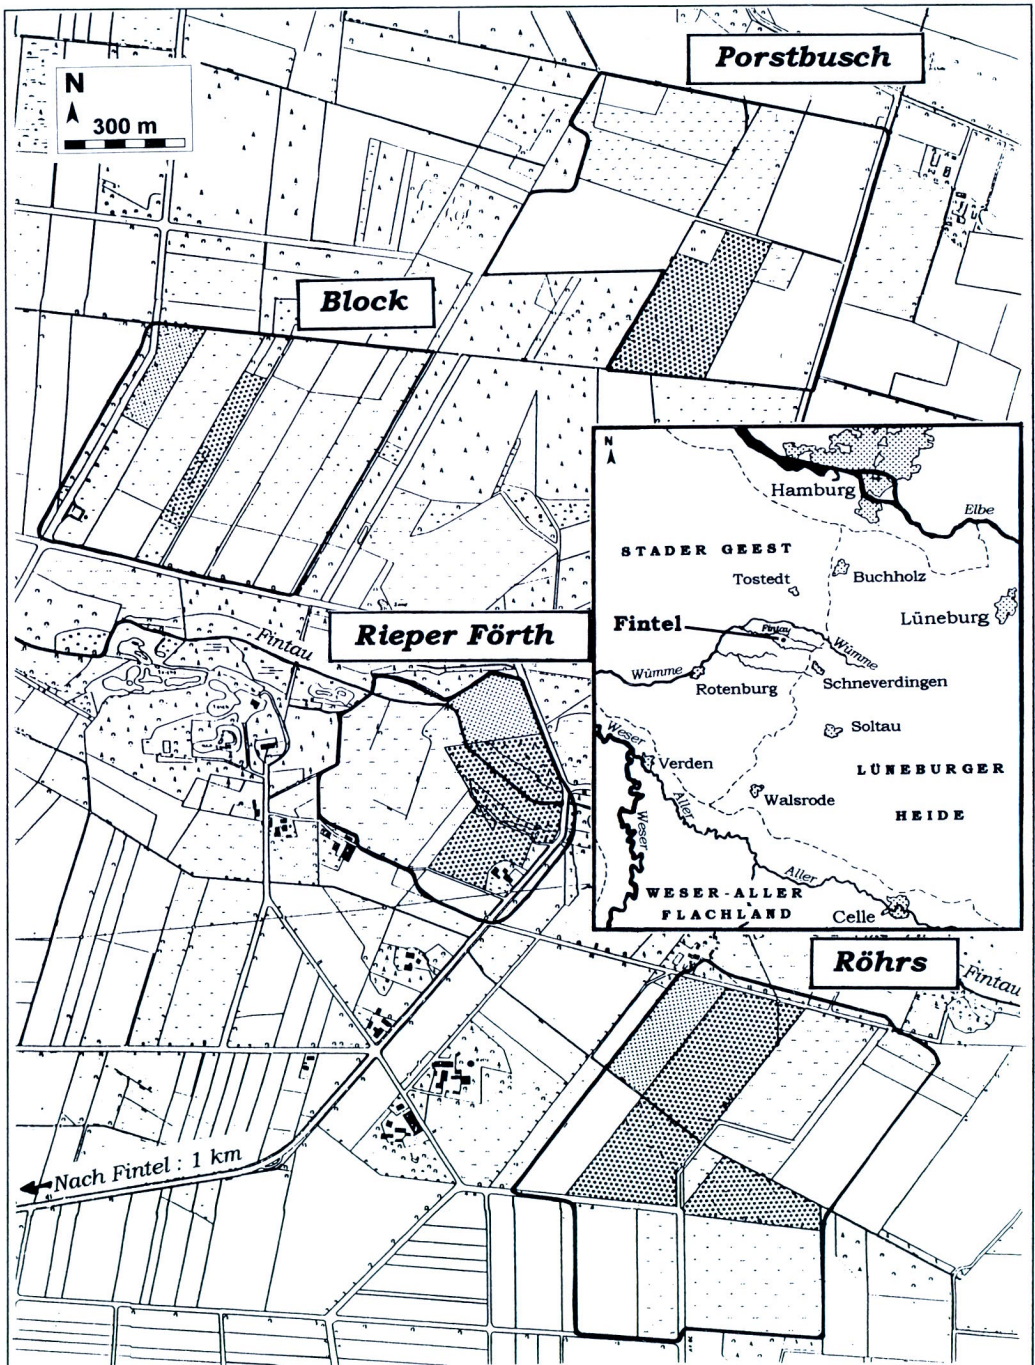 Porstbusch
N
300 m
Block
Fintau
Rieper Förth
N
Hamburg
Elbe
STADER GEEST
Tostedt
Buchholz
Lüneburg
Fintel
Fintau
Wümme
Wümme
Rotenburg
Schneverdingen
Weser
Soltau
Verden
LÜNEBURGER
Aller
Walsrode
HEIDE
Weser
Aller
WESER-ALLER
FLACHLAND
Celle
Röhrs
Fintau
Nach Fintel : 1 km